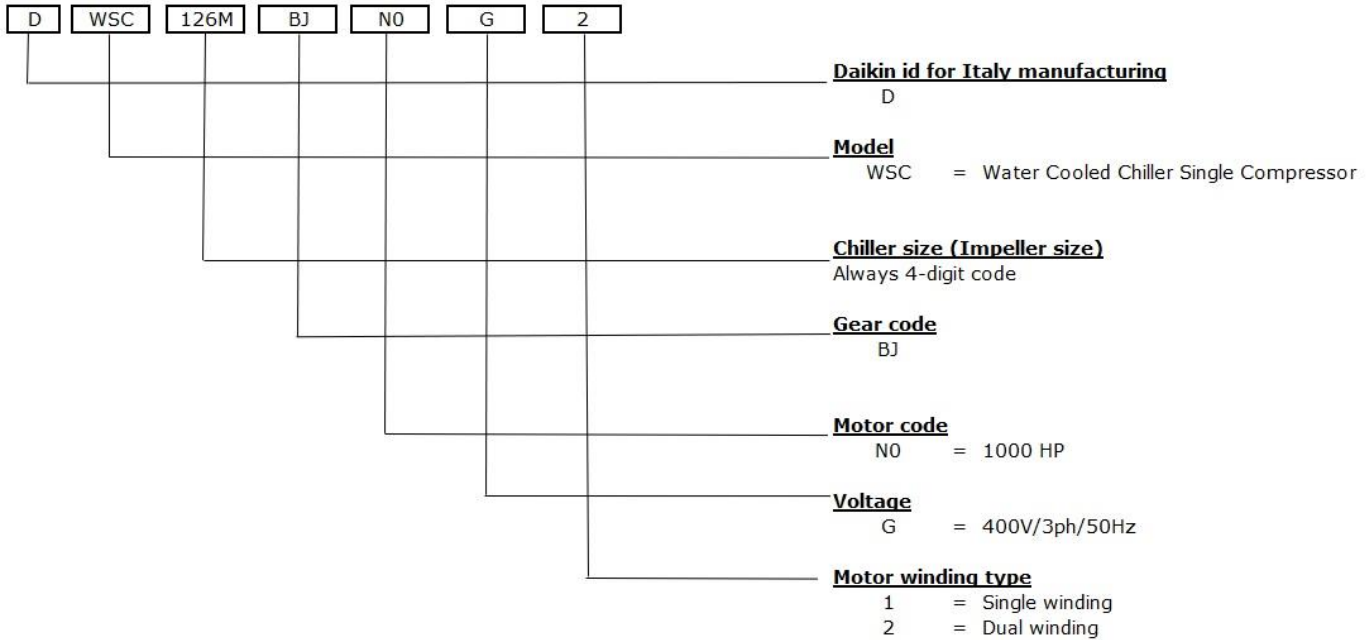 D WSC 126M BJ N0 G 2
Daikin id for Italy manufacturing
D
Model
WSC = Water Cooled Chiller Single Compressor
Chiller size (Impeller size)
Always 4-digit code
Gear code
BJ
Motor code
N0 = 1000 HP
Voltage
G = 400V/3ph/50Hz
Motor winding type
1 = Single winding
2 = Dual winding